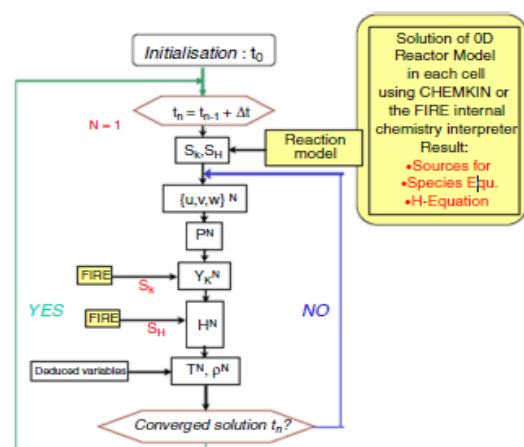 Initialisation : t0
tn = tn-1 + Δt
N = 1
Sk,SH
Reaction model
Solution of 0D
Reactor Model
in each cell
using CHEMKIN or
the FIRE internal
chemistry interpreter
Result:
•Sources for
•Species Equ.
•H-Equation
{u,v,w} N
PN
FIRE
Sk
YKN
YES
NO
FIRE
SH
HN
Deduced variables
TN, ρN
Converged solution tn?